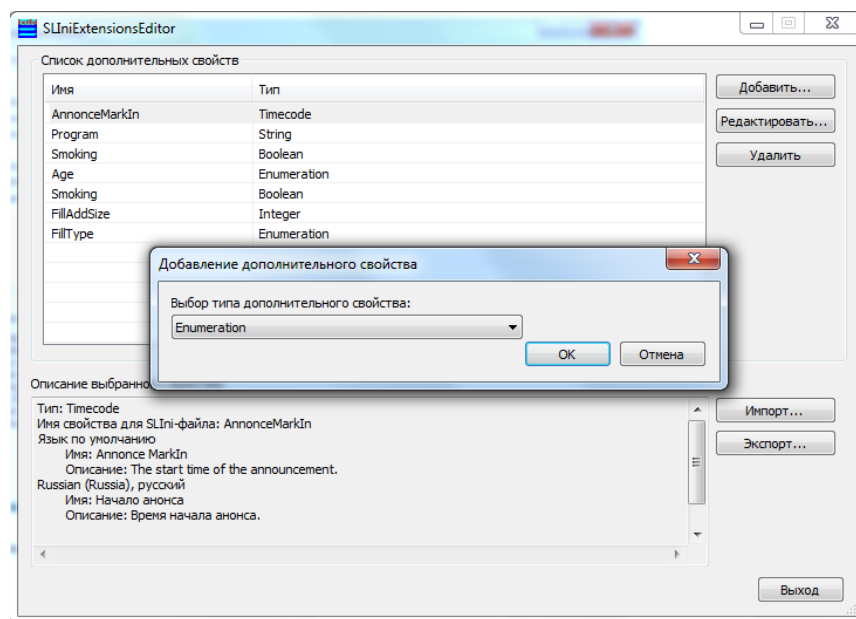 SLIniExtensionsEditor
Список дополнительных свойств
Имя Тип
AnnonceMarkIn Timecode
Program String
Smoking Boolean
Age Enumeration
Smoking Boolean
FillAddSize Integer
FillType Enumeration
Добавить...
Редактировать...
Удалить
Добавление дополнительного свойства
Выбор типа дополнительного свойства:
Enumeration
OK Отмена
Описание выбранно
Тип: Timecode
Имя свойства для SLIni-файла: AnnonceMarkIn
Язык по умолчанию
Имя: Annonce MarkIn
Описание: The start time of the announcement.
Russian (Russia), русский
Имя: Начало анонса
Описание: Время начала анонса.
Импорт...
Экспорт...
Выход